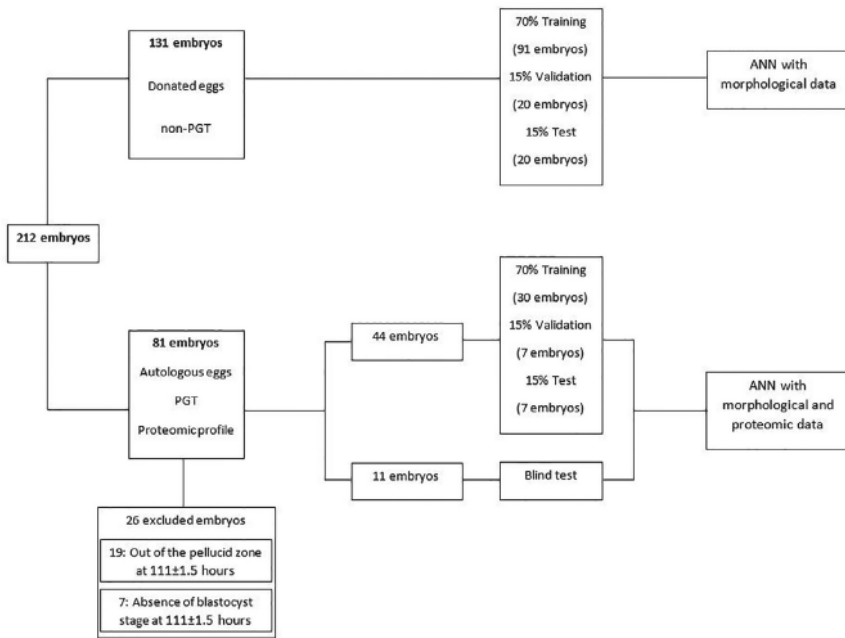 131 embryos
Donated eggs
non-PGT
70% Training
(91 embryos)
15% Validation
(20 embryos)
15% Test
(20 embryos)
ANN with
morphological data
212 embryos
81 embryos
Autologous eggs
PGT
Proteomic profile
44 embryos
70% Training
(30 embryos)
15% Validation
(7 embryos)
15% Test
(7 embryos)
11 embryos
Blind test
ANN with
morphological and
proteomic data
26 excluded embryos
19: Out of the pellucid zone
at 111±1.5 hours
7: Absence of blastocyst
stage at 111±1.5 hours